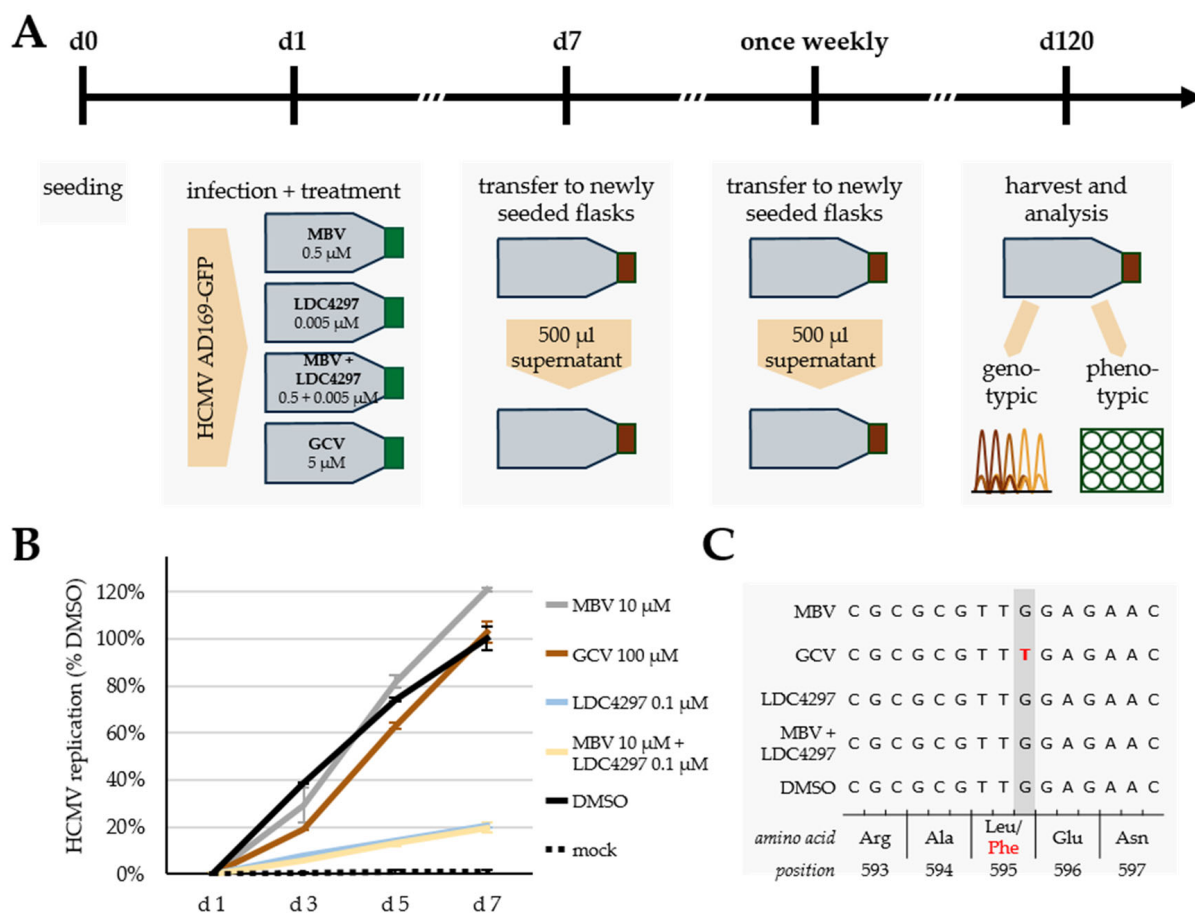 A
d0
d1
d7
once weekly
d120
seeding
infection + treatment
HCMV AD169-GFP
MBV
0.5 µM
LDC4297
0.005 µM
MBV +
LDC4297
0.5 + 0.005 µM
GCV
5 µM
transfer to newly
seeded flasks
500 µl
supernatant
transfer to newly
seeded flasks
500 µl
supernatant
harvest and
analysis
geno-
typic
pheno-
typic
B
HCMV replication (% DMSO)
120%
100%
80%
60%
40%
20%
0%
d 1
d 3
d 5
d 7
MBV 10 µM
GCV 100 µM
LDC4297 0.1 µM
MBV 10 µM +
LDC4297 0.1 µM
DMSO
mock
C
MBV C G C G C G T T G G A G A A C
GCV C G C G C G T T T G A G A A C
LDC4297 C G C G C G T T G G A G A A C
MBV +
LDC4297 C G C G C G T T G G A G A A C
DMSO C G C G C G T T G G A G A A C
amino acid Arg Ala Leu/ Glu Asn
Phe
position 593 594 595 596 597